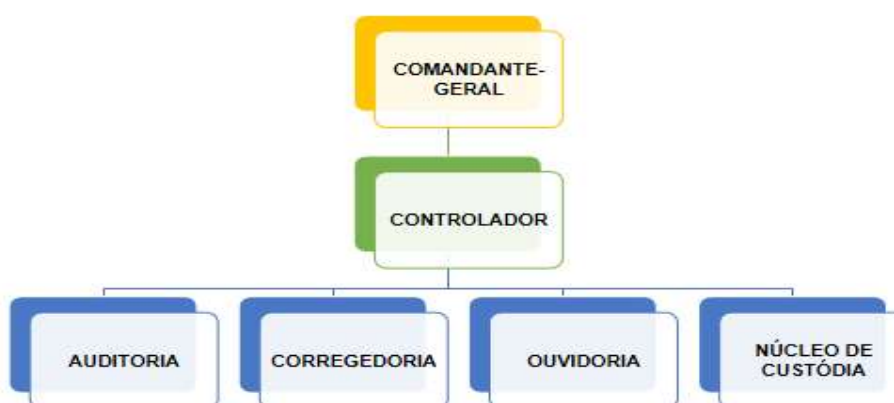 COMANDANTE-
GERAL
CONTROLADOR
AUDITORIA
CORREGEDORIA
OUVIDORIA
NÚCLEO DE
CUSTÓDIA